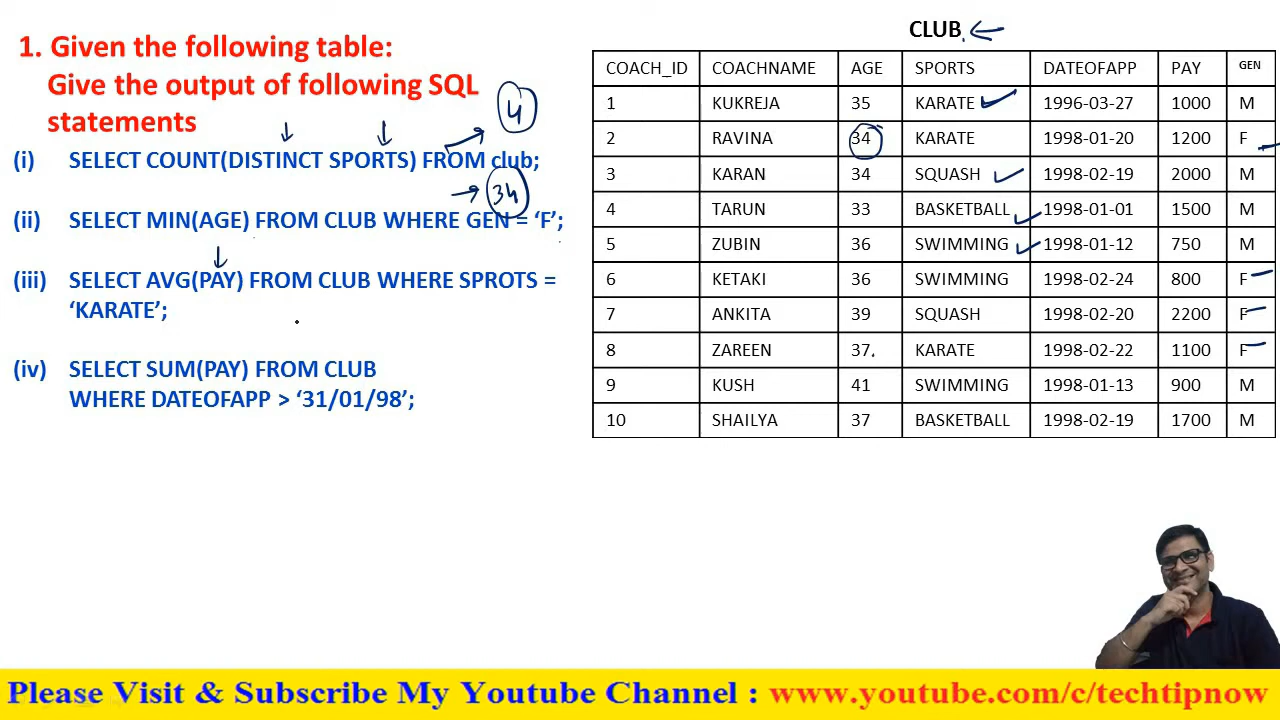 1. Given the following table:
Give the output of following SQL
statements
4
(i) SELECT COUNT(DISTINCT SPORTS) FROM club;
34
(ii) SELECT MIN(AGE) FROM CLUB WHERE GEN = ‘F’;
(iii) SELECT AVG(PAY) FROM CLUB WHERE SPROTS =
‘KARATE’;
(iv) SELECT SUM(PAY) FROM CLUB
WHERE DATEOFAPP > ‘31/01/98’;
CLUB
COACH_ID COACHNAME AGE SPORTS DATEOFAPP PAY GEN
1 KUKREJA 35 KARATE 1996-03-27 1000 M
2 RAVINA 34 KARATE 1998-01-20 1200 F
3 KARAN 34 SQUASH 1998-02-19 2000 M
4 TARUN 33 BASKETBALL 1998-01-01 1500 M
5 ZUBIN 36 SWIMMING 1998-01-12 750 M
6 KETAKI 36 SWIMMING 1998-02-24 800 F
7 ANKITA 39 SQUASH 1998-02-20 2200 F
8 ZAREEN 37 KARATE 1998-02-22 1100 F
9 KUSH 41 SWIMMING 1998-01-13 900 M
10 SHAILYA 37 BASKETBALL 1998-02-19 1700 M
Please Visit & Subscribe My Youtube Channel : www.youtube.com/c/techtipnow